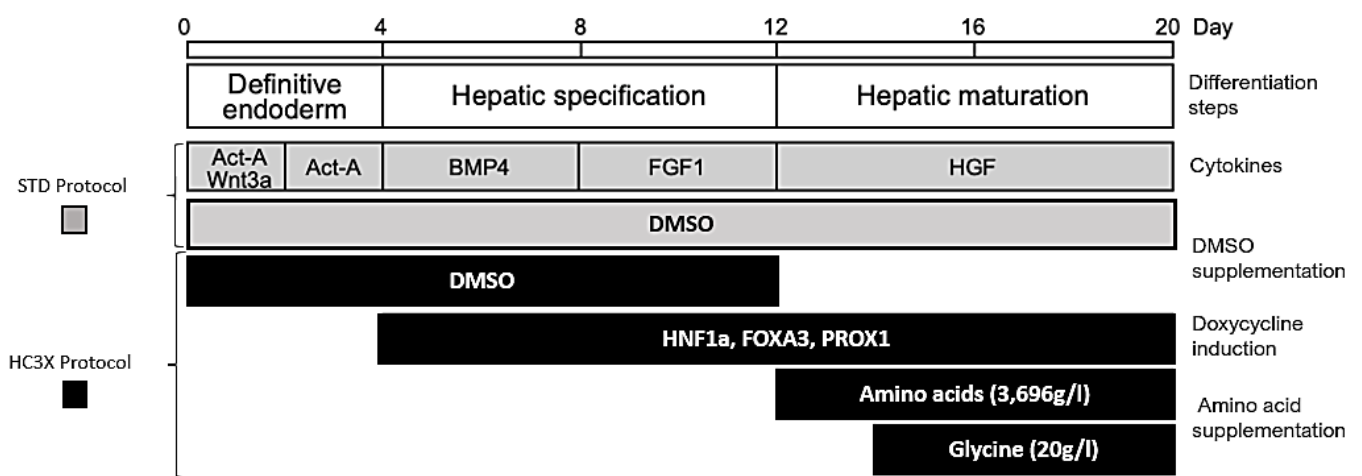 0 4 8 12 16 20 Day
Definitive
endoderm
Hepatic specification
Hepatic maturation
Differentiation
steps
STD Protocol
Act-A
Wnt3a
Act-A
BMP4
FGF1
HGF
Cytokines
DMSO
DMSO
supplementation
HC3X Protocol
DMSO
HNF1a, FOXA3, PROX1
Doxycycline
induction
Amino acids (3,696g/l)
Amino acid
supplementation
Glycine (20g/l)